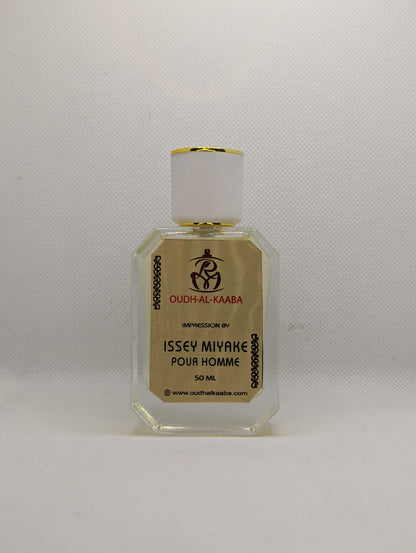 OUDH-AL-KAABA
IMPRESSION BY
ISSEY MIYAKE
POUR HOMME
50 ML
www.oudhalkaaba.com